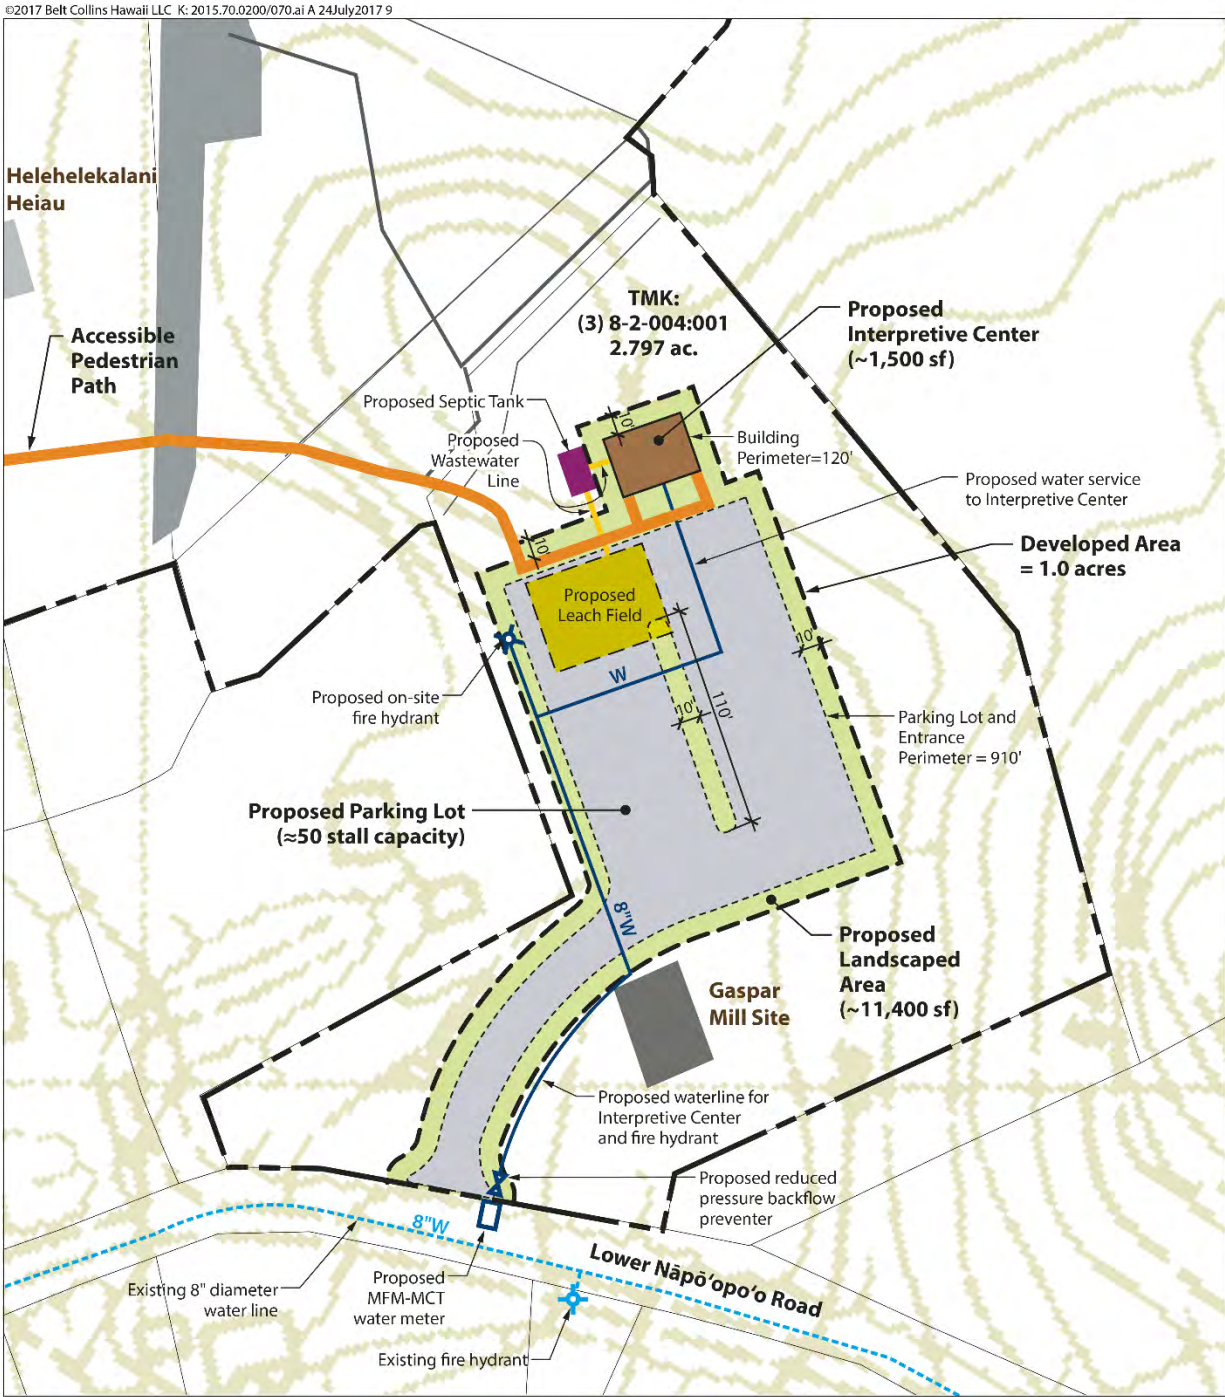 ©2017 Belt Collins Hawaii LLC K: 2015.70.0200/070.ai A 24July2017 9
Helehelekalani
Heiau
TMK:
(3) 8-2-004:001
2.797 ac.
Proposed
Interpretive Center
(~1,500 sf)
Accessible
Pedestrian
Path
Proposed Septic Tank
10'
Proposed
Wastewater
Line
Building
Perimeter=120'
Proposed water service
to Interpretive Center
Developed Area
= 1.0 acres
10'
Proposed
Leach Field
10'
W
Proposed on-site
fire hydrant
10'
110'
Parking Lot and
Entrance
Perimeter = 910'
Proposed Parking Lot
(≈50 stall capacity)
8"W
Proposed
Landscaped
Area
(~11,400 sf)
Gaspar
Mill Site
Proposed waterline for
Interpretive Center
and fire hydrant
Proposed reduced
pressure backflow
preventer
8"W
Lower Nāpō‘opo‘o Road
Existing 8" diameter
water line
Proposed
MFM-MCT
water meter
Existing fire hydrant